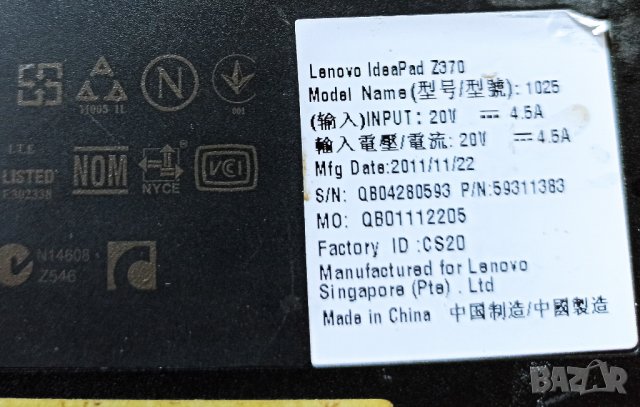 Lenovo IdeaPad Z370
Model Name(型号/型號): 1025
(输入)INPUT: 20V ⎓ 4.5A
輸入電壓/電流: 20V ⎓ 4.5A
Mfg Date:2011/11/22
S/N: QB04280593 P/N:59311383
MO: QB01112205
Factory ID :CS20
Manufactured for Lenovo
Singapore (Pte) . Ltd
Made in China 中国制造/中國製造
N
001
I.T.E
LISTED
E302338
NOM
NYCE
VCI
N14608
Z546
BAZAR